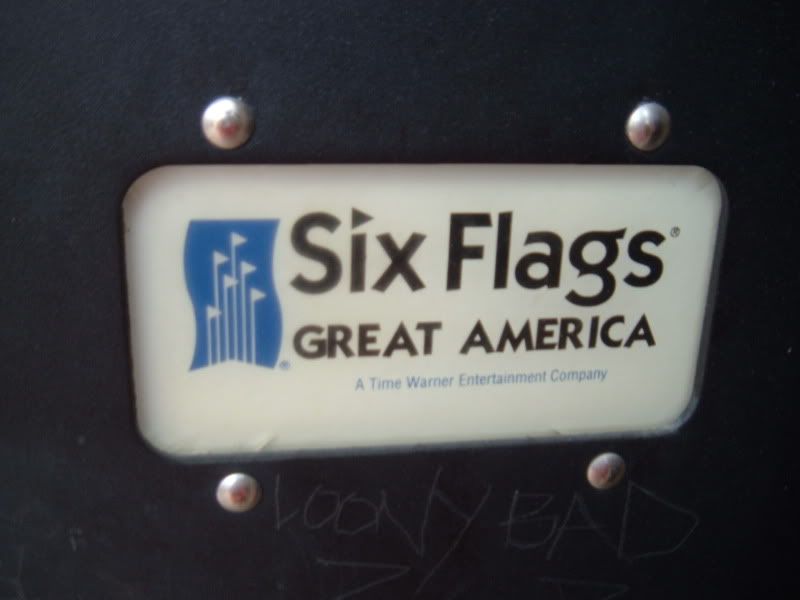 Six Flags®
GREAT AMERICA
A Time Warner Entertainment Company
LOONY BAD